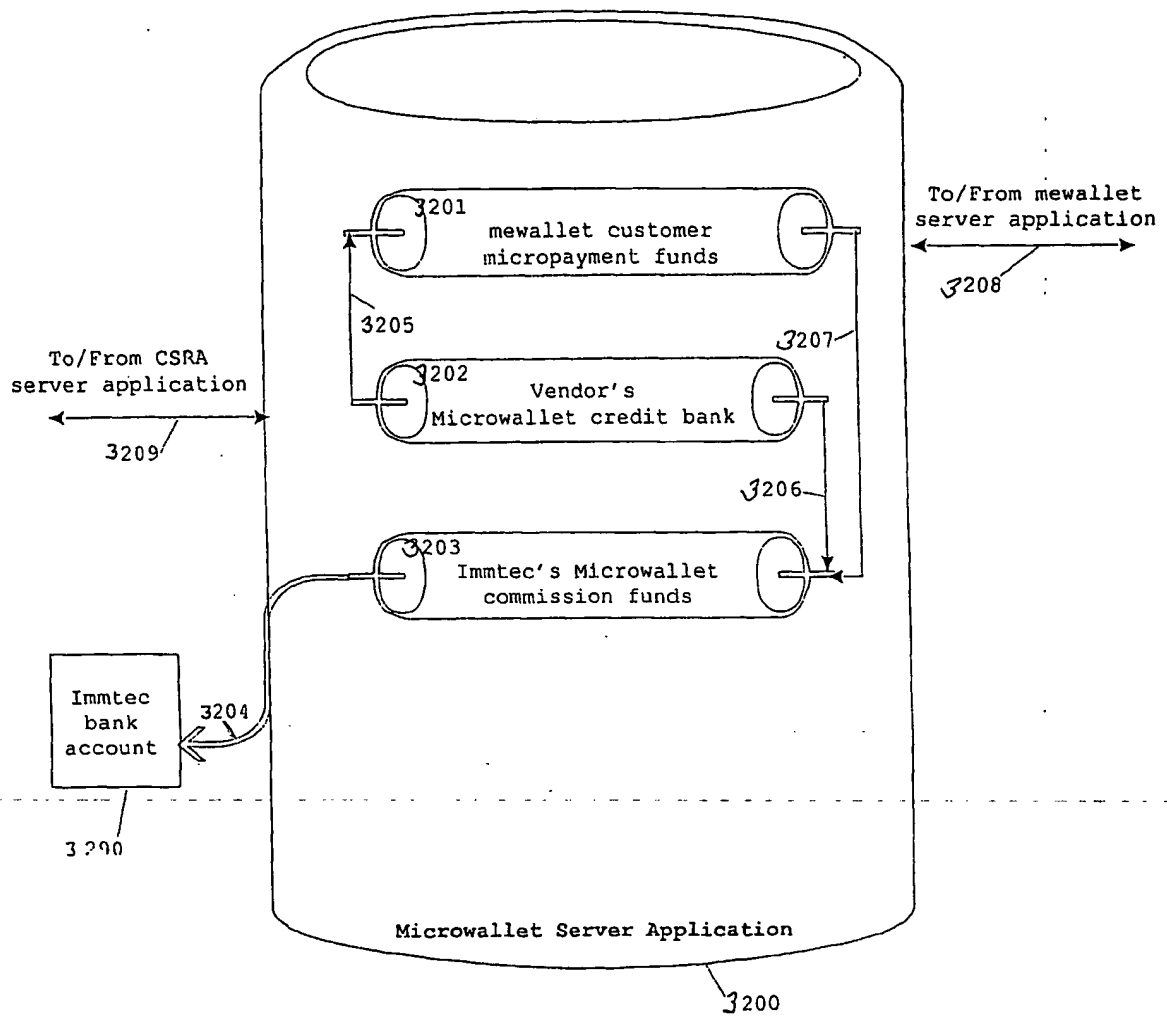 3201
mewallet customer
micropayment funds
To/From mewallet
server application
3208
3205
3207
To/From CSRA
server application
3209
3202
Vendor's
Microwallet credit bank
3206
3203
Immtec's Microwallet
commission funds
Immtec
bank
account
3204
3290
Microwallet Server Application
3200